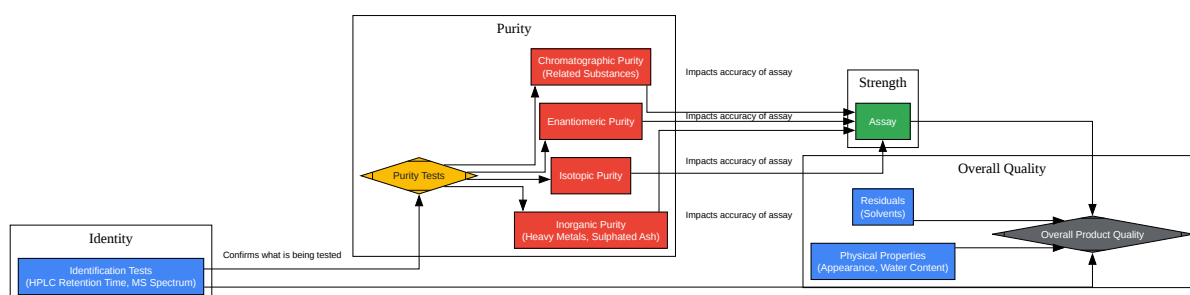 Purity
Chromatographic Purity
(Related Substances)
Impacts accuracy of assay
Strength
Enantiomeric Purity
Impacts accuracy of assay
Assay
Purity Tests
Isotopic Purity
Impacts accuracy of assay
Overall Quality
Residuals
(Solvents)
Inorganic Purity
(Heavy Metals, Sulphated Ash)
Impacts accuracy of assay
Overall Product Quality
Identity
Confirms what is being tested
Physical Properties
(Appearance, Water Content)
Identification Tests
(HPLC Retention Time, MS Spectrum)